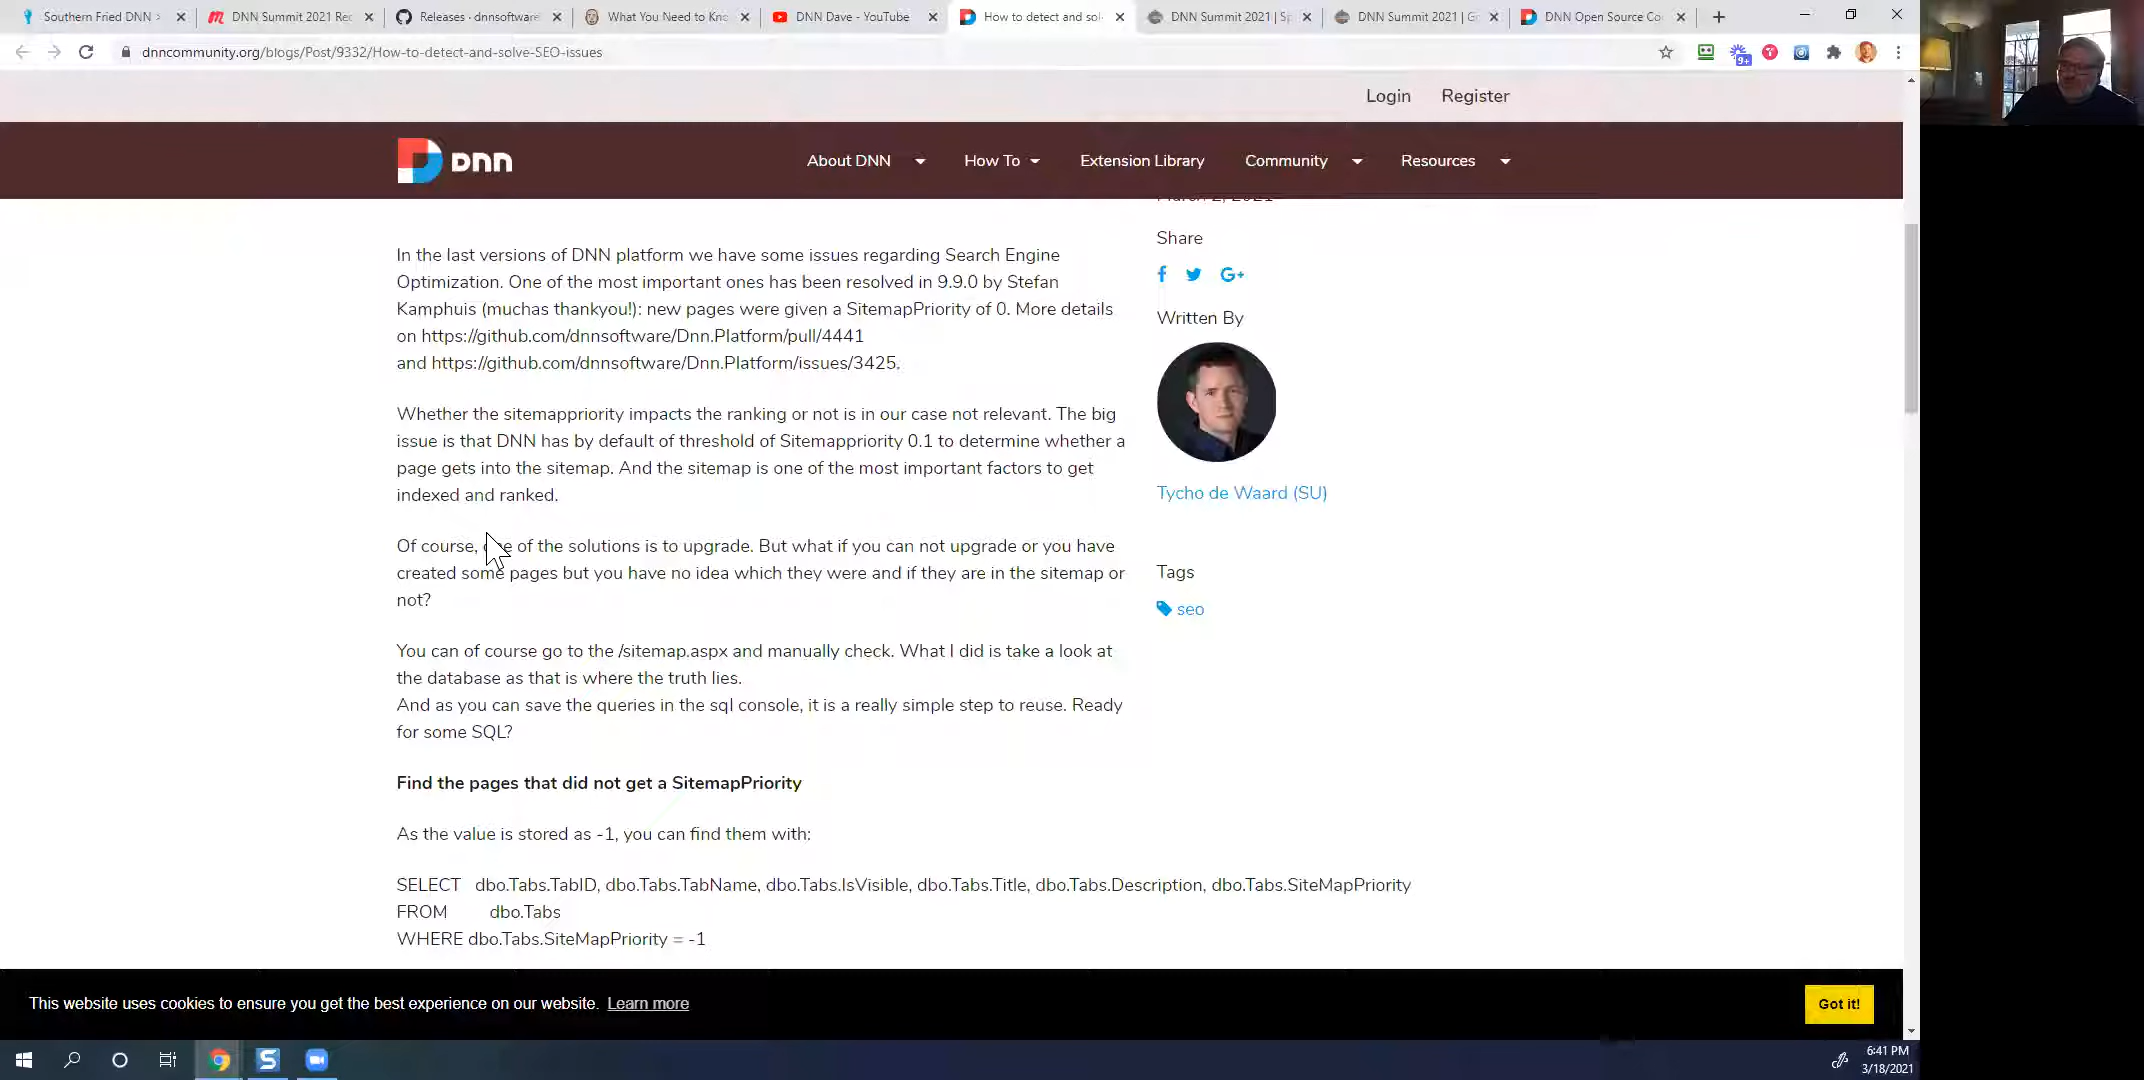 Southern Fried DNN >
DNN Summit 2021 Re
Releases · dnnsoftware
What You Need to Kno
DNN Dave - YouTube
How to detect and sol
DNN Summit 2021 | Sp
DNN Summit 2021 | G
DNN Open Source Co
dnncommunity.org/blogs/Post/9332/How-to-detect-and-solve-SEO-issues
9+
Login Register
DNN
About DNN How To Extension Library Community Resources
March 2, 2021
In the last versions of DNN platform we have some issues regarding Search Engine
Optimization. One of the most important ones has been resolved in 9.9.0 by Stefan
Kamphuis (muchas thankyou!): new pages were given a SitemapPriority of 0. More details
on https://github.com/dnnsoftware/Dnn.Platform/pull/4441
and https://github.com/dnnsoftware/Dnn.Platform/issues/3425.
Whether the sitemappriority impacts the ranking or not is in our case not relevant. The big
issue is that DNN has by default of threshold of Sitemappriority 0.1 to determine whether a
page gets into the sitemap. And the sitemap is one of the most important factors to get
indexed and ranked.
Of course, one of the solutions is to upgrade. But what if you can not upgrade or you have
created some pages but you have no idea which they were and if they are in the sitemap or
not?
You can of course go to the /sitemap.aspx and manually check. What I did is take a look at
the database as that is where the truth lies.
And as you can save the queries in the sql console, it is a really simple step to reuse. Ready
for some SQL?
Find the pages that did not get a SitemapPriority
As the value is stored as -1, you can find them with:
SELECT dbo.Tabs.TabID, dbo.Tabs.TabName, dbo.Tabs.IsVisible, dbo.Tabs.Title, dbo.Tabs.Description, dbo.Tabs.SiteMapPriority
FROM dbo.Tabs
WHERE dbo.Tabs.SiteMapPriority = -1
Share
G+
Written By
Tycho de Waard (SU)
Tags
seo
This website uses cookies to ensure you get the best experience on our website. Learn more
Got it!
6:41 PM
3/18/2021